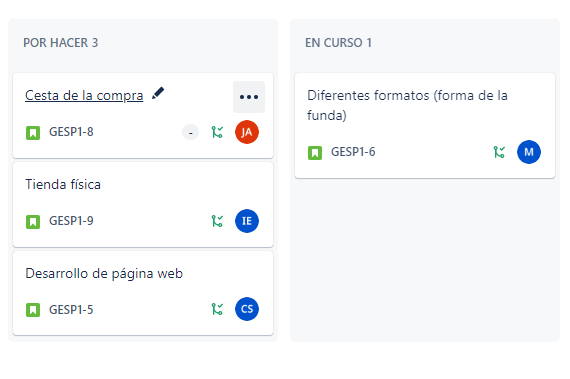 POR HACER 3
Cesta de la compra
GESP1-8
-
JA
Tienda física
GESP1-9
IE
Desarrollo de página web
GESP1-5
CS
EN CURSO 1
Diferentes formatos (forma de la
funda)
GESP1-6
M